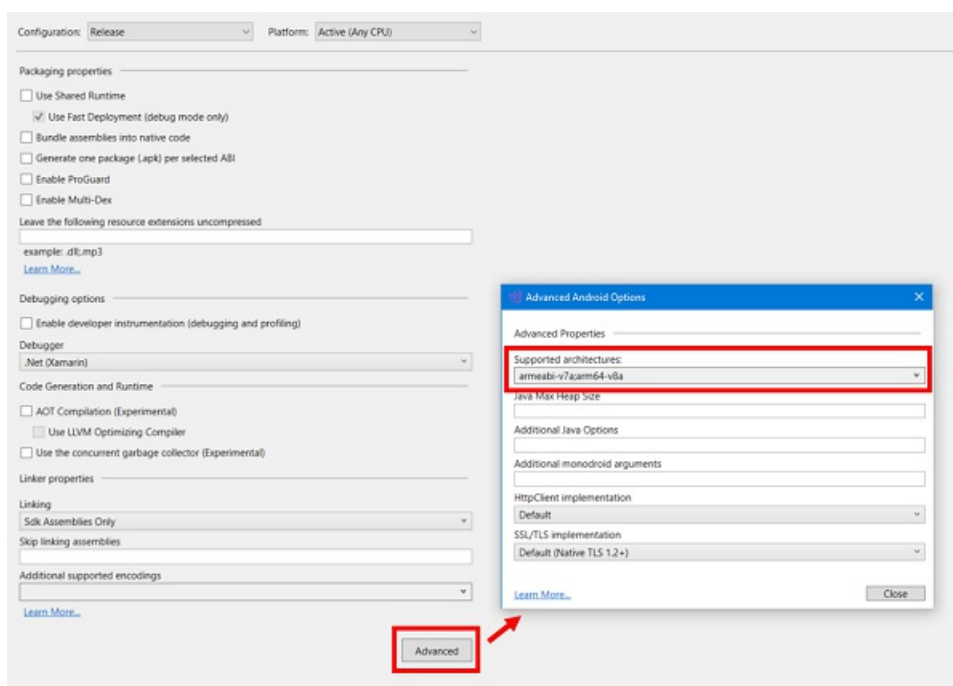 Configuration: Release Platform: Active (Any CPU)
Packaging properties
Use Shared Runtime
Use Fast Deployment (debug mode only)
Bundle assemblies into native code
Generate one package (.apk) per selected ABI
Enable ProGuard
Enable Multi-Dex
Leave the following resource extensions uncompressed
example: .dll;.mp3
Learn More...
Debugging options
Enable developer instrumentation (debugging and profiling)
Debugger
.Net (Xamarin)
Code Generation and Runtime
AOT Compilation (Experimental)
Use LLVM Optimizing Compiler
Use the concurrent garbage collector (Experimental)
Linker properties
Linking
Sdk Assemblies Only
Skip linking assemblies
Additional supported encodings
Learn More...
Advanced
Advanced Android Options
Advanced Properties
Supported architectures:
armeabi-v7a;arm64-v8a
Java Max Heap Size
Additional Java Options
Additional monodroid arguments
HttpClient implementation
Default
SSL/TLS implementation
Default (Native TLS 1.2+)
Learn More...
Close